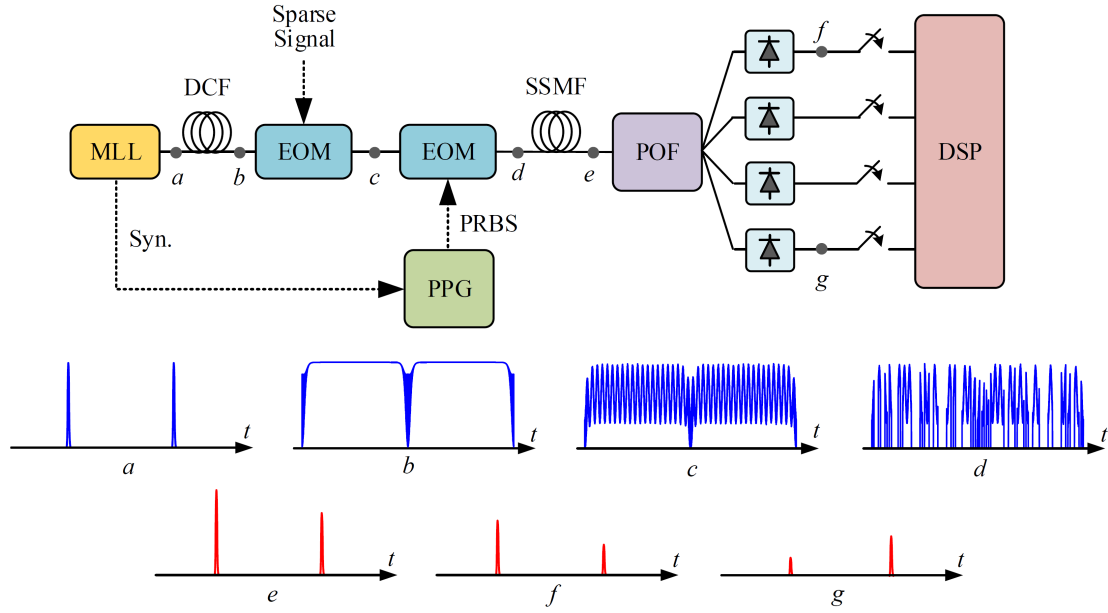 Sparse
Signal
DCF
SSMF
MLL
EOM
EOM
POF
DSP
a
b
c
d
e
f
g
Syn.
PRBS
PPG
t
t
t
t
a
b
c
d
t
t
t
e
f
g